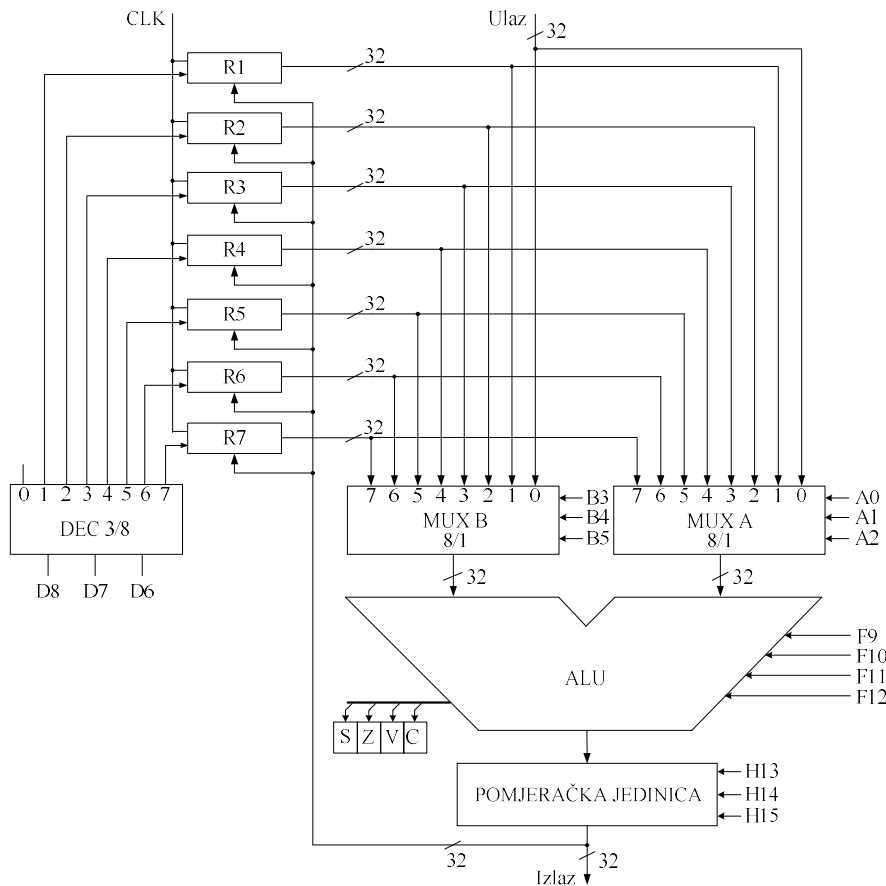 CLK
Ulaz
32
R1
32
R2
32
R3
32
R4
32
R5
32
R6
32
R7
32
0 1 2 3 4 5 6 7
DEC 3/8
D8 D7 D6
7 6 5 4 3 2 1 0
MUX B
8/1
B3
B4
B5
7 6 5 4 3 2 1 0
MUX A
8/1
A0
A1
A2
32
32
ALU
F9
F10
F11
F12
S Z V C
POMJERAČKA JEDINICA
H13
H14
H15
32
32
Izlaz